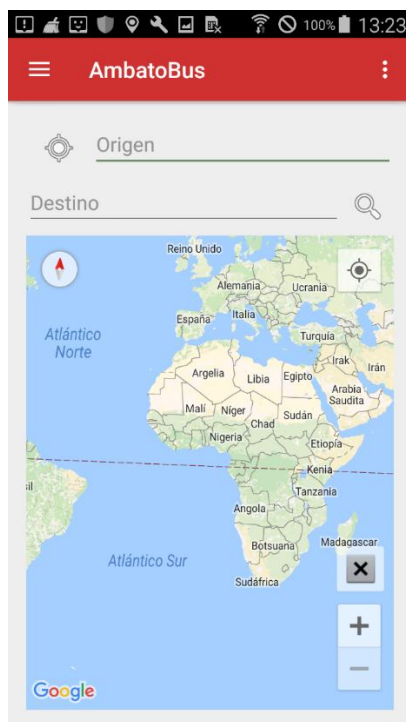 100% 13:23
AmbatoBus
Origen
Destino
Reino Unido
Alemania
Ucrania
España
Italia
Turquía
Atlántico
Norte
Irak
Irán
Argelia
Libia
Egipto
Arabia
Saudita
Malí
Níger
Chad
Sudán
Nigeria
Etiopía
Kenia
sil
Tanzania
Angola
Botsuana
Madagascar
Atlántico Sur
Sudáfrica
Google